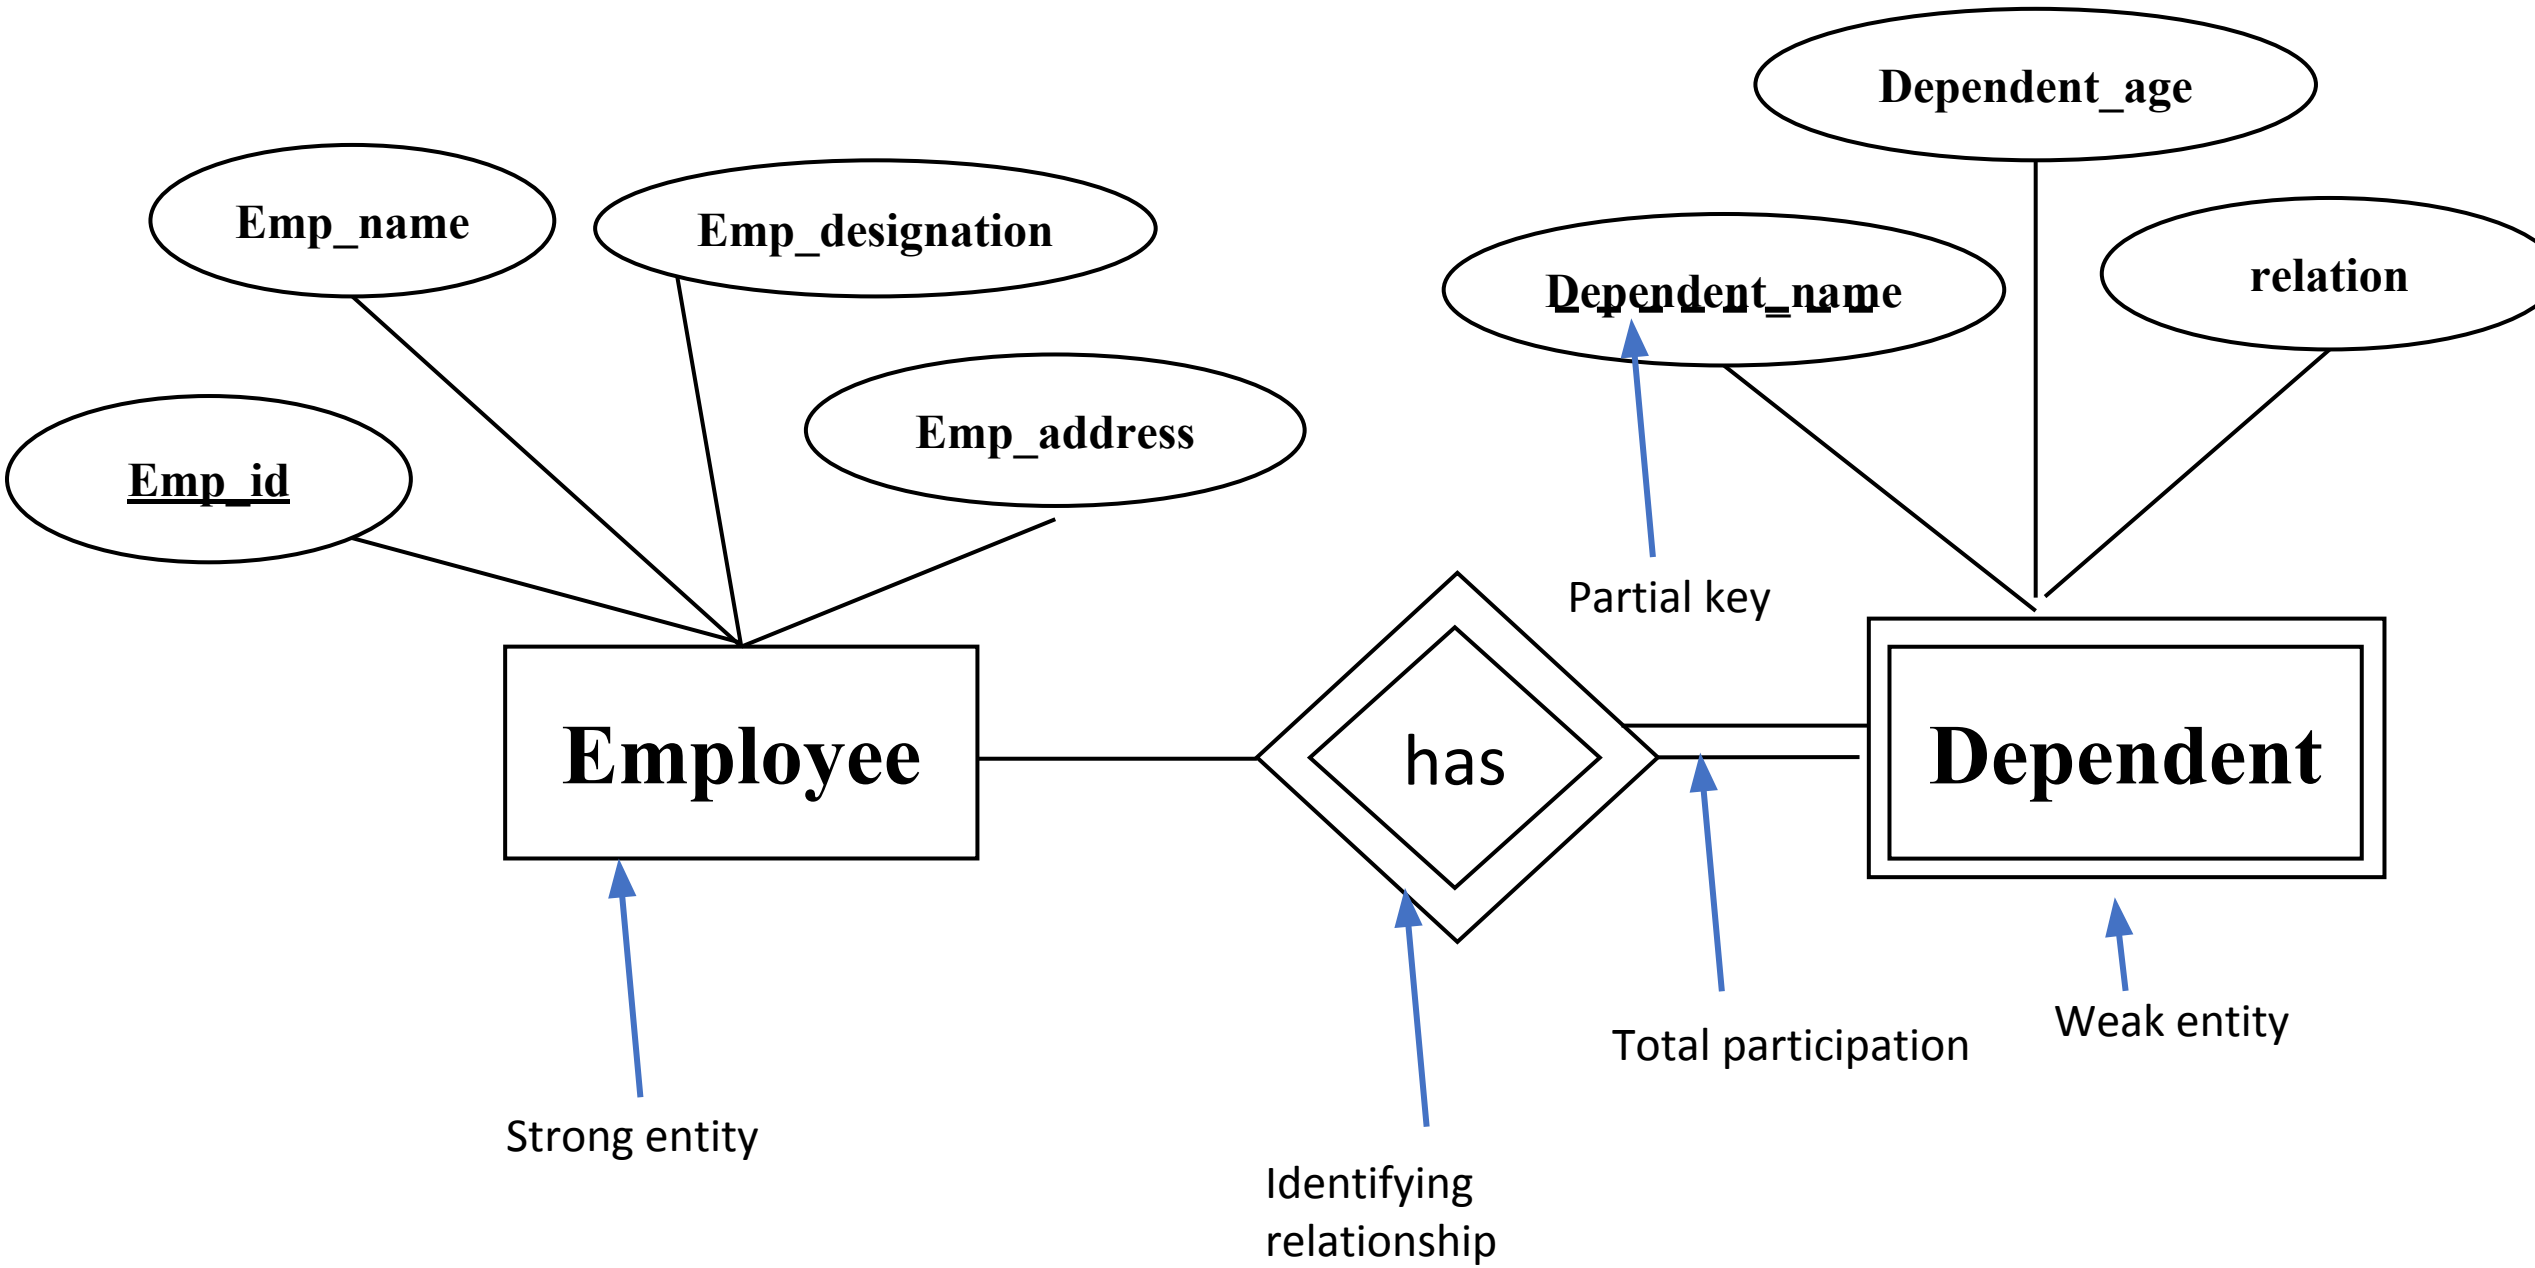 Dependent_age
Emp_name
Emp_designation
relation
Dependent_name
Emp_address
Emp_id
Partial key
Employee
has
Dependent
Weak entity
Total participation
Strong entity
Identifying
relationship